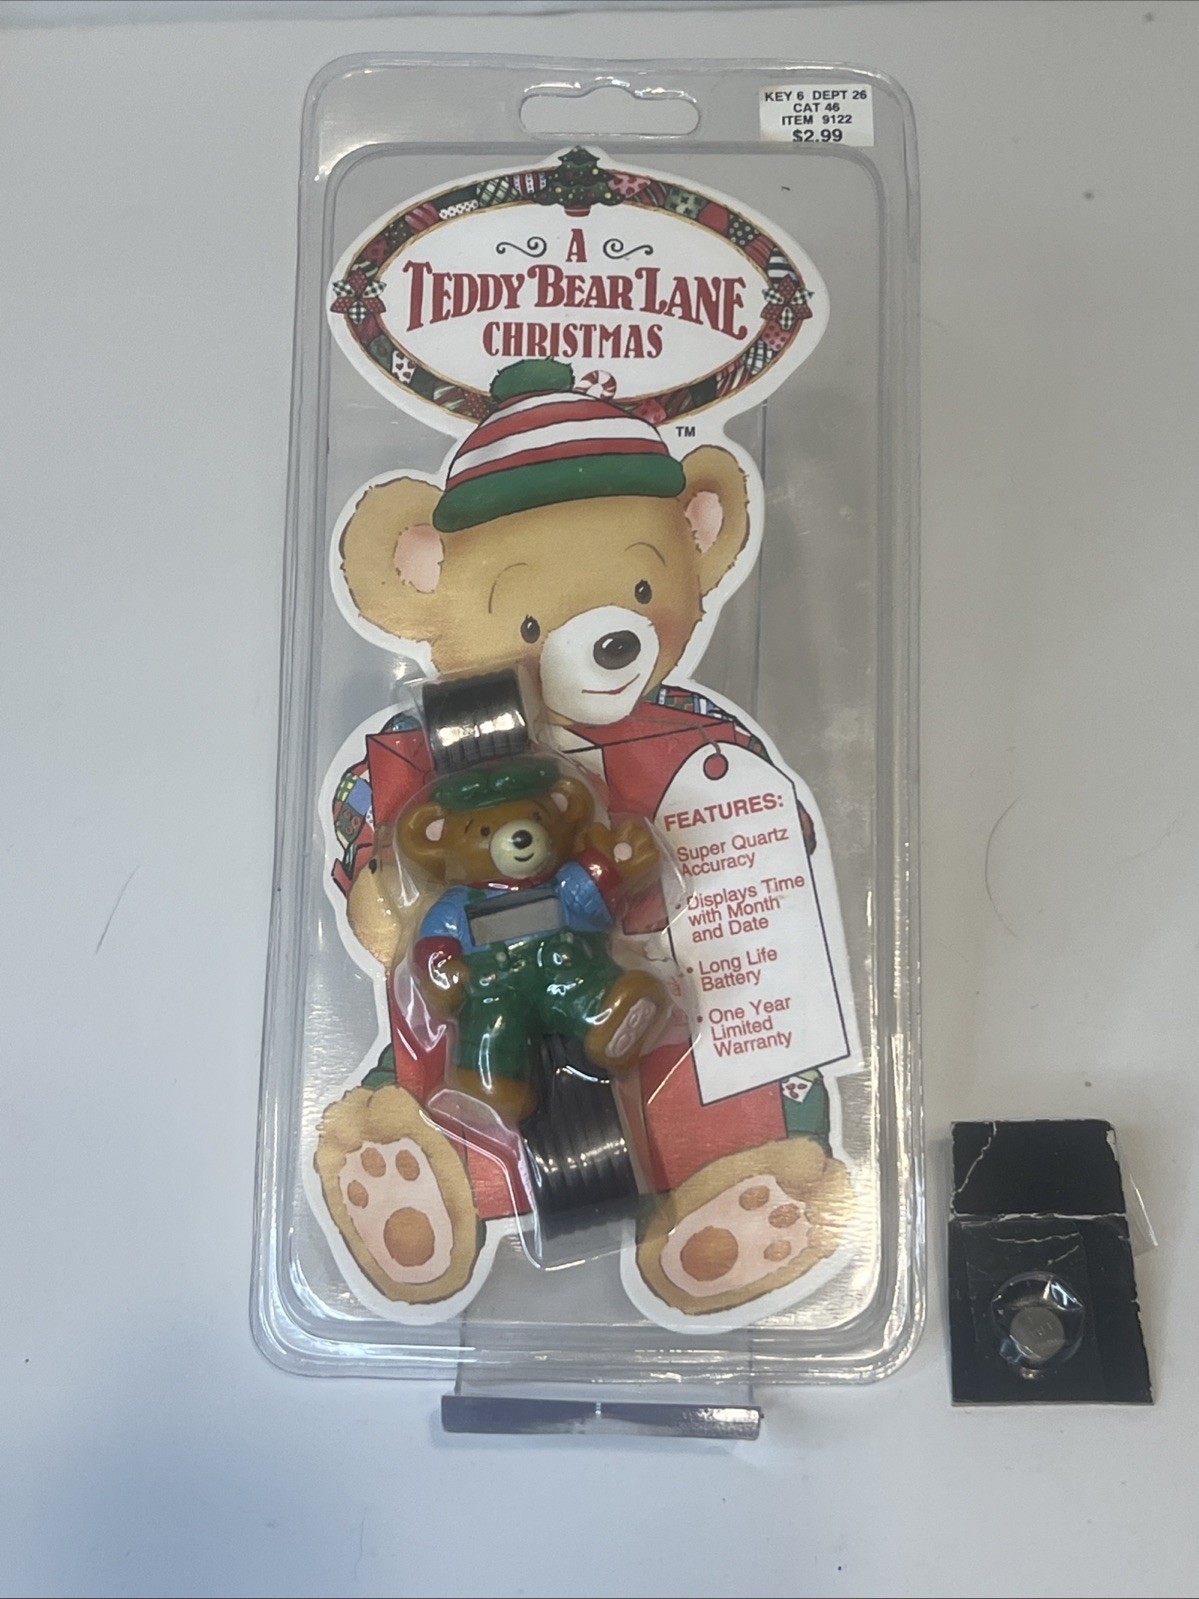 KEY 6 DEPT 26
CAT 46
ITEM 9122
$2.99
A
TEDDY BEAR LANE
CHRISTMAS
TM
FEATURES:
Super Quartz
Accuracy
• Displays Time
with Month
and Date
• Long Life
Battery
• One Year
Limited
Warranty